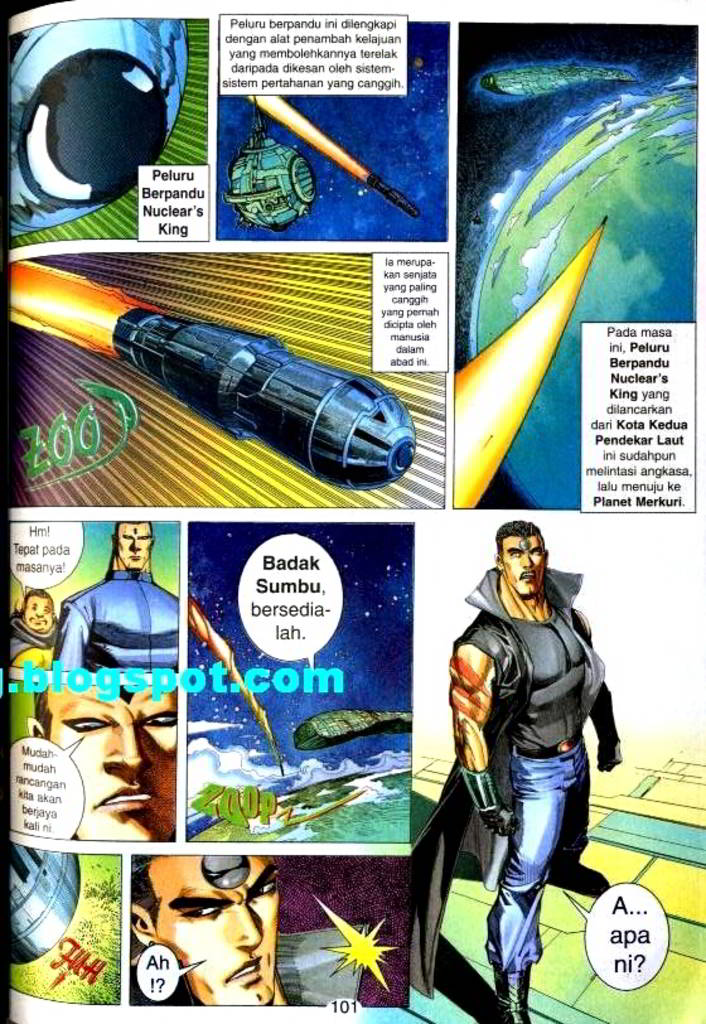 Peluru
Berpandu
Nuclear's
King
Peluru berpandu ini dilengkapi
dengan alat penambah kelajuan
yang membolehkannya terelak
daripada dikesan oleh sistem-
sistem pertahanan yang canggih.
Ia merupa-
kan senjata
yang paling
canggih
yang pernah
dicipta oleh
manusia
dalam
abad ini.
ZOO
Pada masa
ini, Peluru
Berpandu
Nuclear's
King yang
dilancarkan
dari Kota Kedua
Pendekar Laut
ini sudahpun
melintasi angkasa,
lalu menuju ke
Planet Merkuri.
Hm!
Tepat pada
masanya!
Badak
Sumbu,
bersedia-
lah.
g.blogspot.com
Mudah-
mudah
rancangan
kita akan
berjaya
kali ni.
ZOOP
Ah
!?
A...
apa
ni?
101